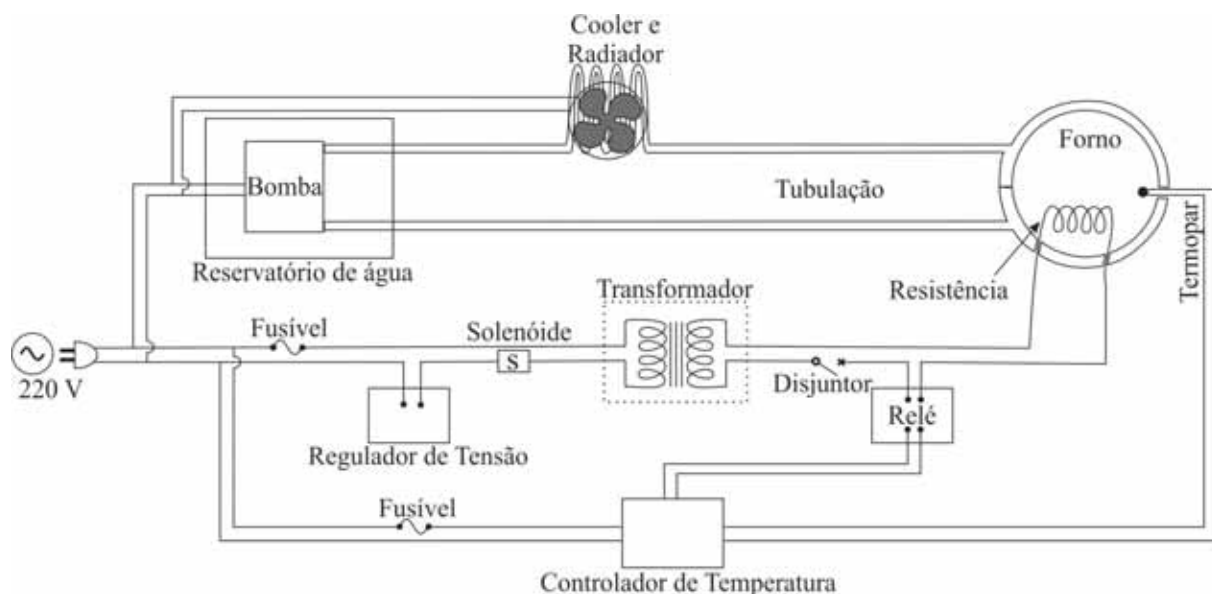 Cooler e
Radiador
Forno
Bomba
Tubulação
Termopar
Reservatório de água
Resistência
Transformador
Fusível
Solenóide
S
220 V
Disjuntor
Relé
Regulador de Tensão
Fusível
Controlador de Temperatura